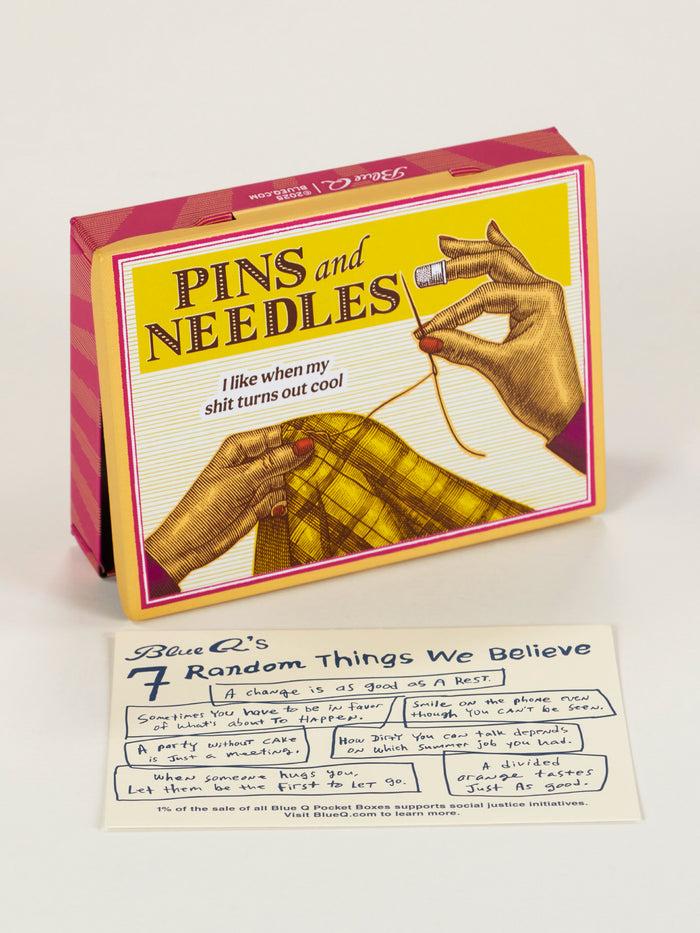 Blue Q | ©2025
BLUEQ.COM
PINS and
NEEDLES
I like when my
shit turns out cool
Blue Q's
7 Random Things We Believe
A change is as good as A Rest.
Sometimes You have to be in favor
of what's about To Happen.
Smile on the phone even
though You CAN'T be seen.
A party without CAKe
is Just a meeting.
How DirTy You can talk depends
on which summer job you had.
When someone hugs you,
Let them be the First to LeT go.
A divided
orange tastes
Just As good.
1% of the sale of all Blue Q Pocket Boxes supports social justice initiatives.
Visit BlueQ.com to learn more.